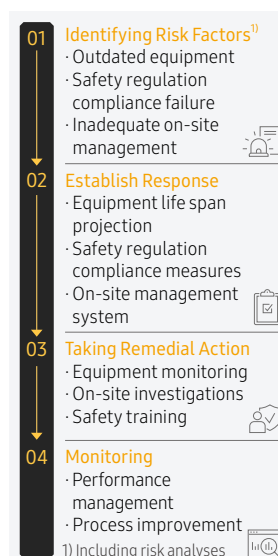 01 Identifying Risk Factors1)
· Outdated equipment
· Safety regulation
compliance failure
· Inadequate on-site
management
02 Establish Response
· Equipment life span
projection
· Safety regulation
compliance measures
· On-site management
system
03 Taking Remedial Action
· Equipment monitoring
· On-site investigations
· Safety training
04 Monitoring
· Performance
management
· Process improvement
1) Including risk analyses